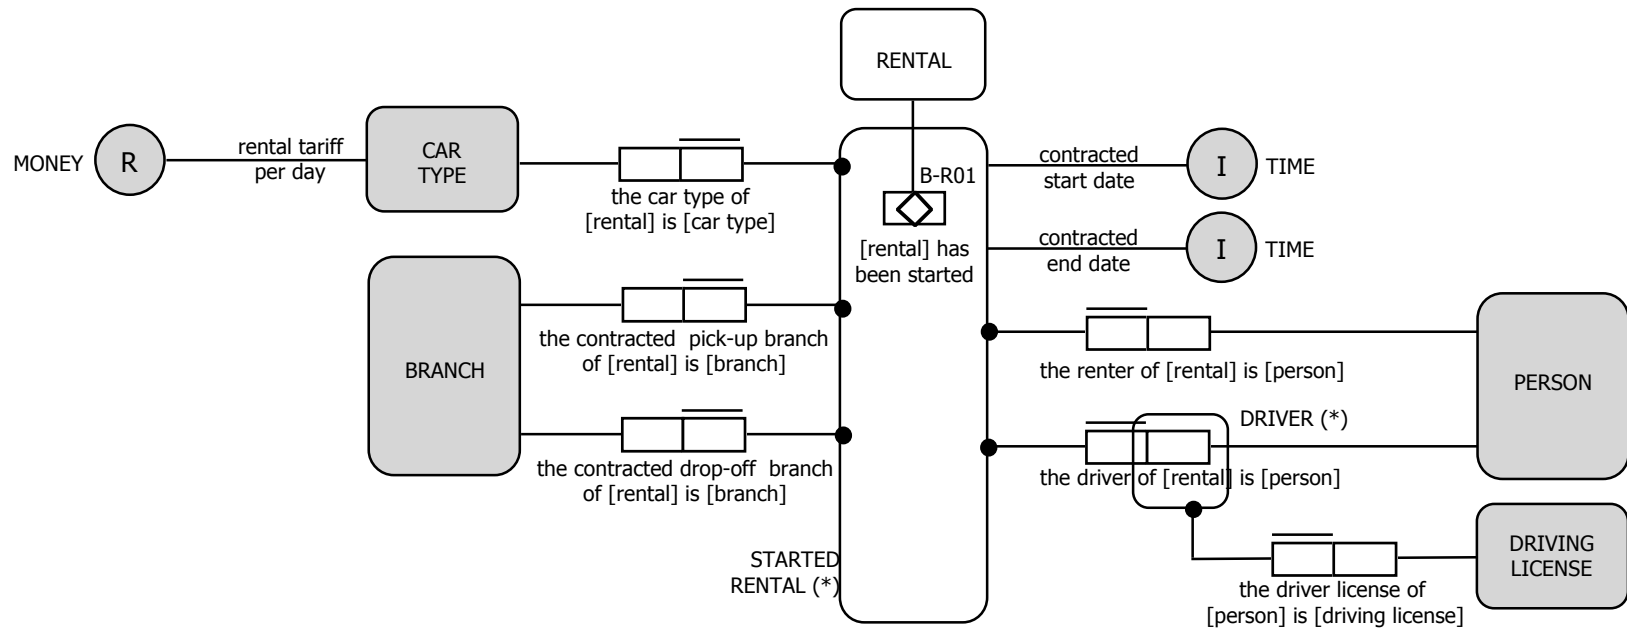 RENTAL
MONEY
R
rental tariff
per day
CAR
TYPE
the car type of
[rental] is [car type]
B-R01
[rental] has
been started
contracted
start date
I
TIME
contracted
end date
I
TIME
BRANCH
the contracted  pick-up branch
of [rental] is [branch]
the contracted drop-off  branch
of [rental] is [branch]
STARTED
RENTAL (*)
the renter of [rental] is [person]
PERSON
DRIVER (*)
the driver of [rental] is [person]
DRIVING
LICENSE
the driver license of
[person] is [driving license]